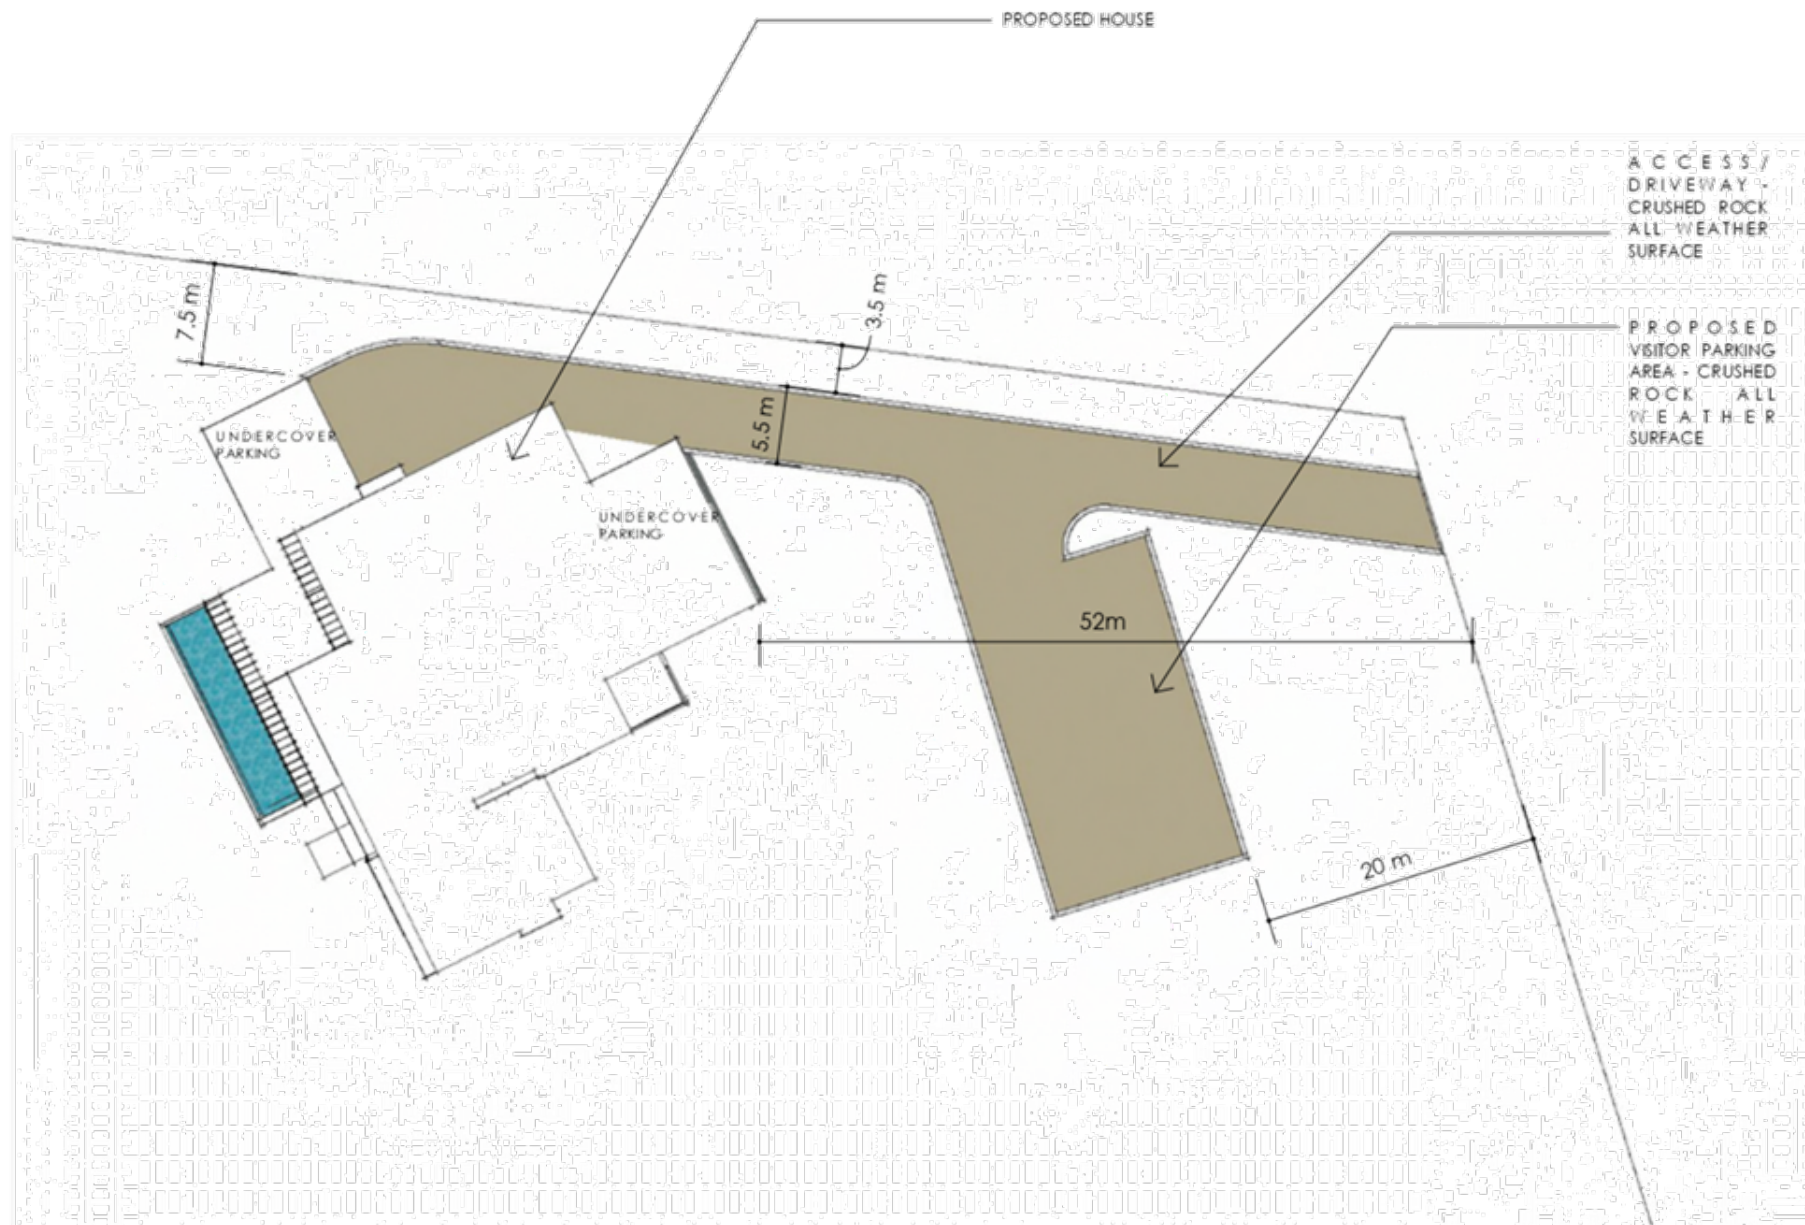 PROPOSED HOUSE
ACCESS/
DRIVEWAY -
CRUSHED ROCK
ALL WEATHER
SURFACE
PROPOSED
VISITOR PARKING
AREA - CRUSHED
ROCK ALL
WEATHER
SURFACE
7.5 m
3.5 m
5.5 m
UNDERCOVER
PARKING
UNDERCOVER
PARKING
52m
20 m